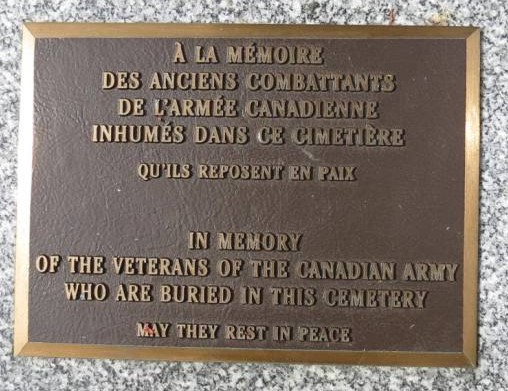 À LA MÉMOIRE
DES ANCIENS COMBATTANTS
DE L'ARMÉE CANADIENNE
INHUMÉS DANS CE CIMETIÈRE
QU'ILS REPOSENT EN PAIX
IN MEMORY
OF THE VETERANS OF THE CANADIAN ARMY
WHO ARE BURIED IN THIS CEMETERY
MAY THEY REST IN PEACE